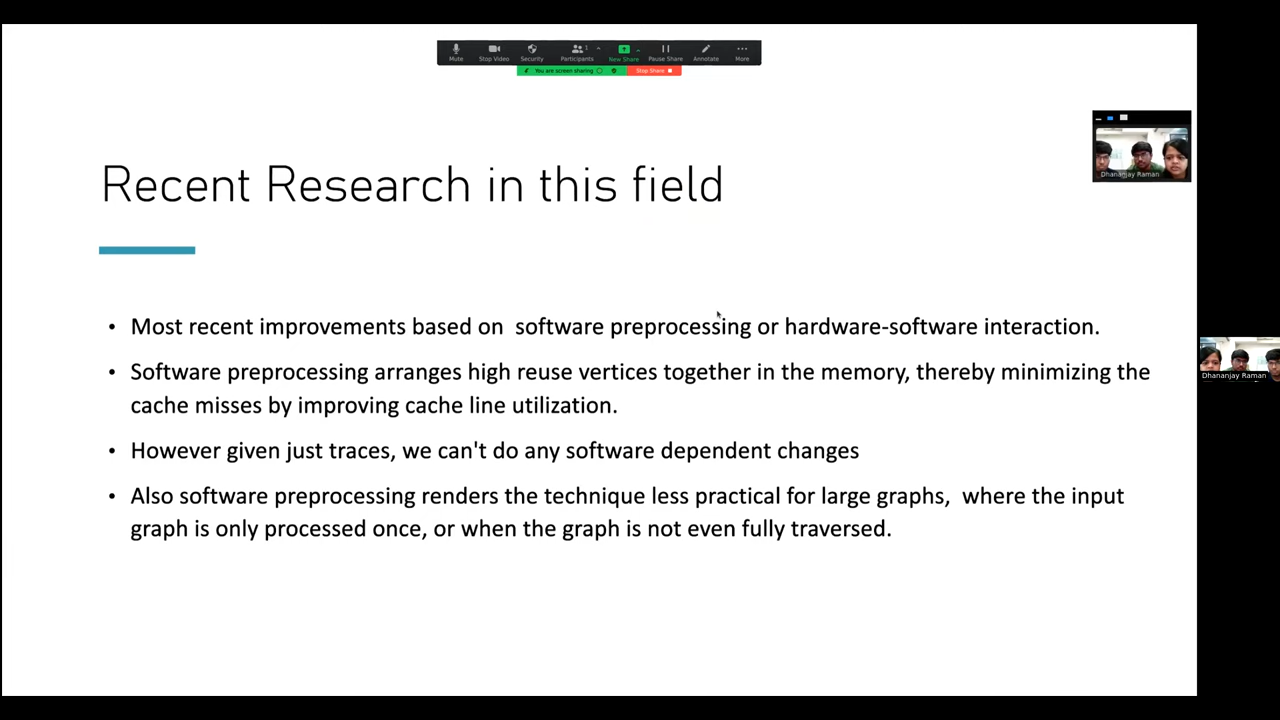 Mute
Stop Video
Security
Participants
1
New Share
Pause Share
Annotate
More
You are screen sharing
Stop Share
Dhananjay Raman
Recent Research in this field
• Most recent improvements based on  software preprocessing or hardware-software interaction.
• Software preprocessing arranges high reuse vertices together in the memory, thereby minimizing the
cache misses by improving cache line utilization.
Dhananjay Raman
• However given just traces, we can't do any software dependent changes
• Also software preprocessing renders the technique less practical for large graphs,  where the input
graph is only processed once, or when the graph is not even fully traversed.